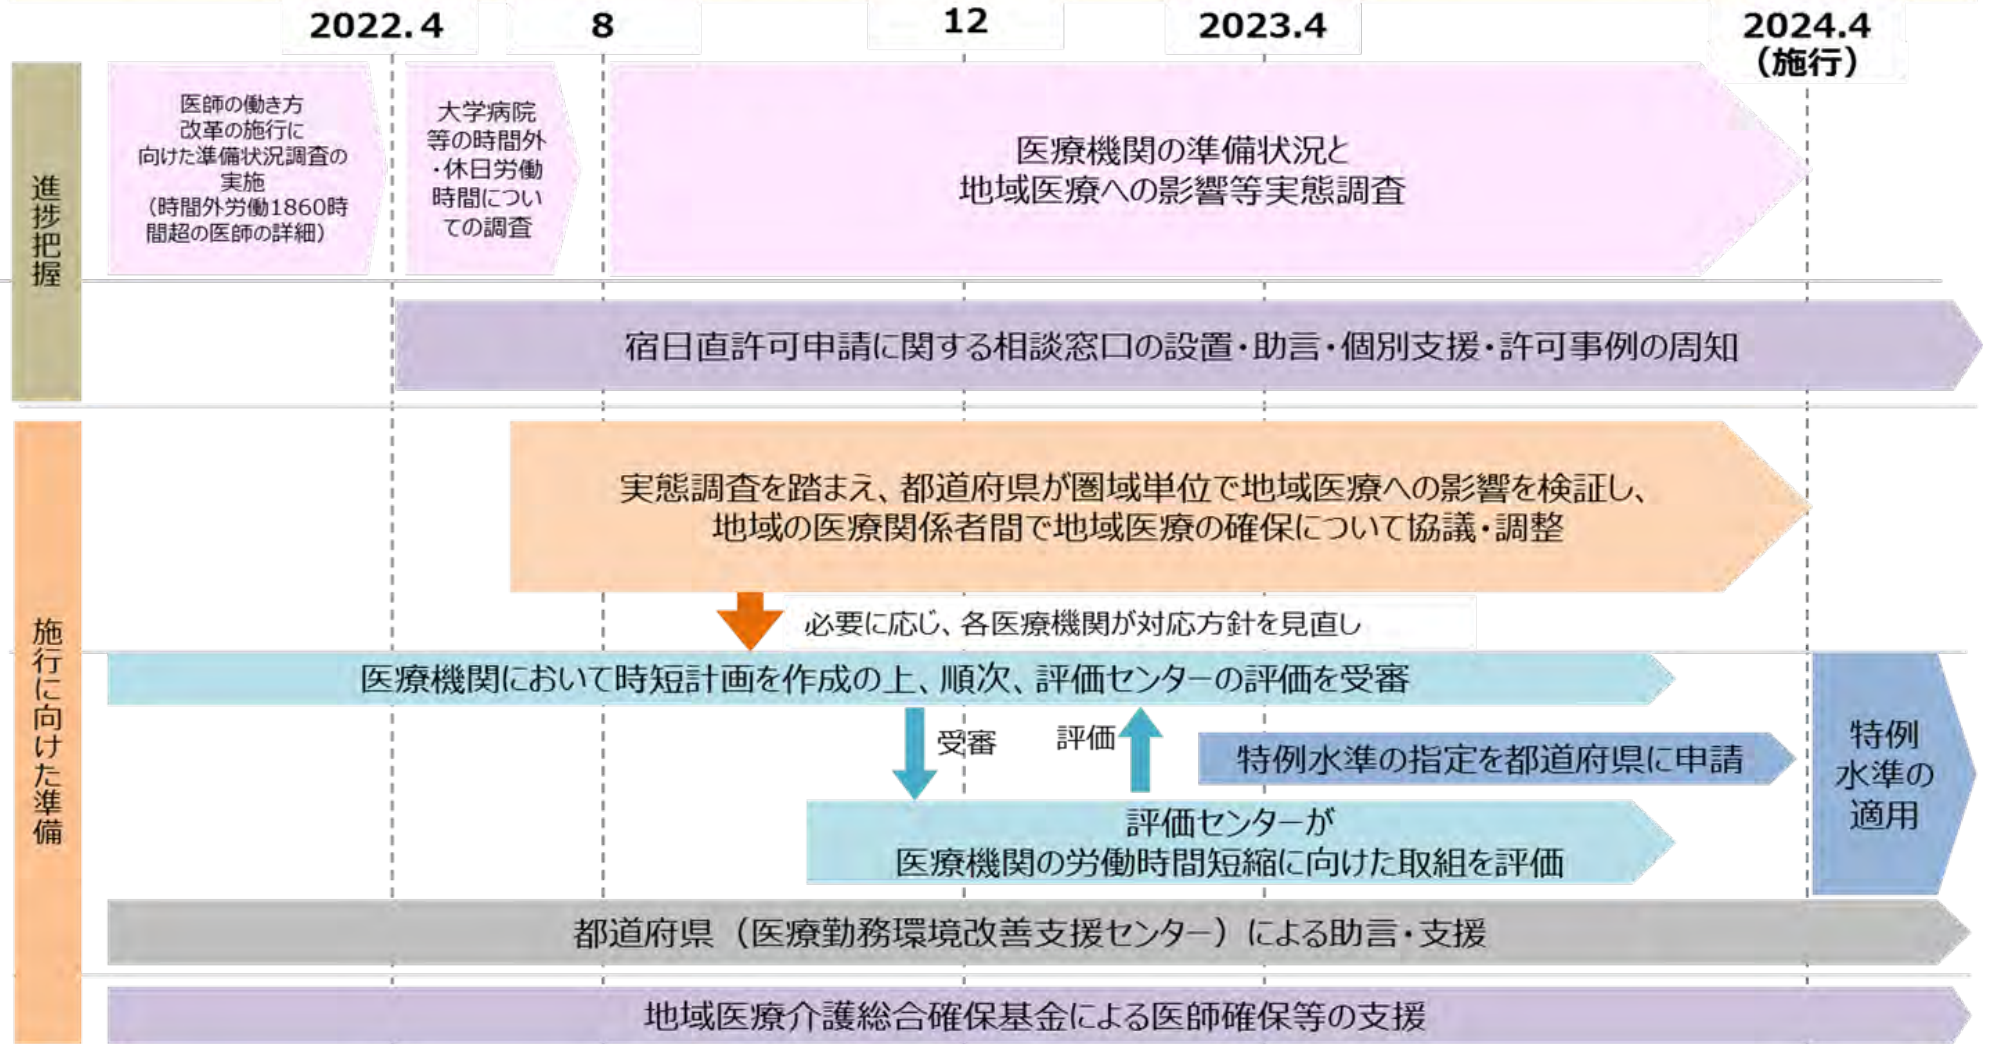 2022.4
8
12
2023.4
2024.4
（施行）
進捗把握
医師の働き方
改革の施行に
向けた準備状況調査の
実施
（時間外労働1860時
間超の医師の詳細）
大学病院
等の時間外
・休日労働
時間につい
ての調査
医療機関の準備状況と
地域医療への影響等実態調査
宿日直許可申請に関する相談窓口の設置・助言・個別支援・許可事例の周知
施行に向けた準備
実態調査を踏まえ、都道府県が圏域単位で地域医療への影響を検証し、
地域の医療関係者間で地域医療の確保について協議・調整
必要に応じ、各医療機関が対応方針を見直し
医療機関において時短計画を作成の上、順次、評価センターの評価を受審
受審
評価
特例水準の指定を都道府県に申請
特例
水準の
適用
評価センターが
医療機関の労働時間短縮に向けた取組を評価
都道府県（医療勤務環境改善支援センター）による助言・支援
地域医療介護総合確保基金による医師確保等の支援